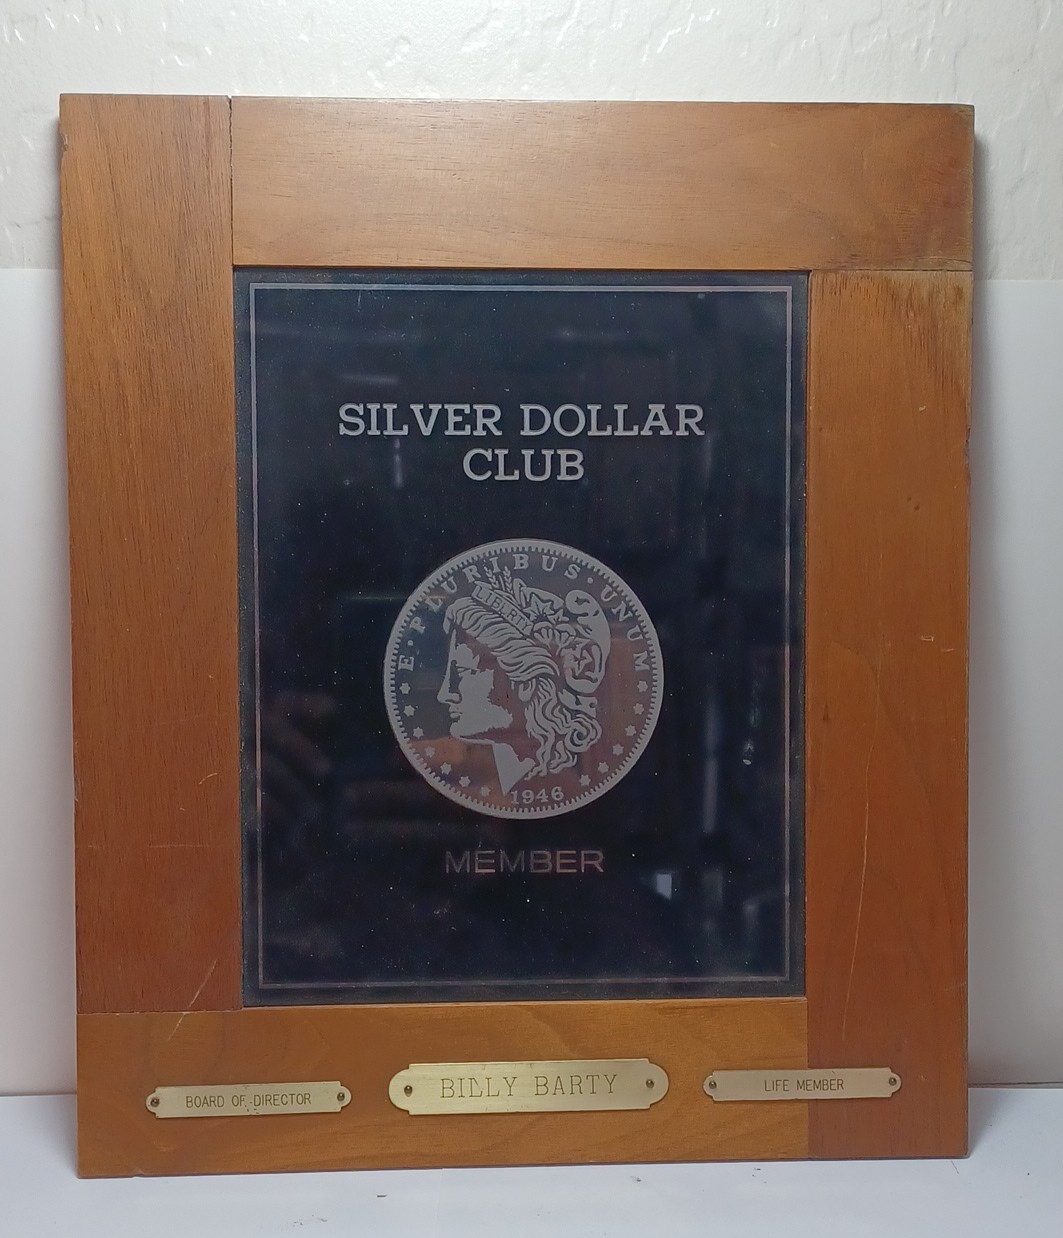 SILVER DOLLAR
CLUB
E·PLURIBUS·UNUM
LIBERTY
1946
MEMBER
BOARD OF DIRECTOR
BILLY BARTY
LIFE MEMBER